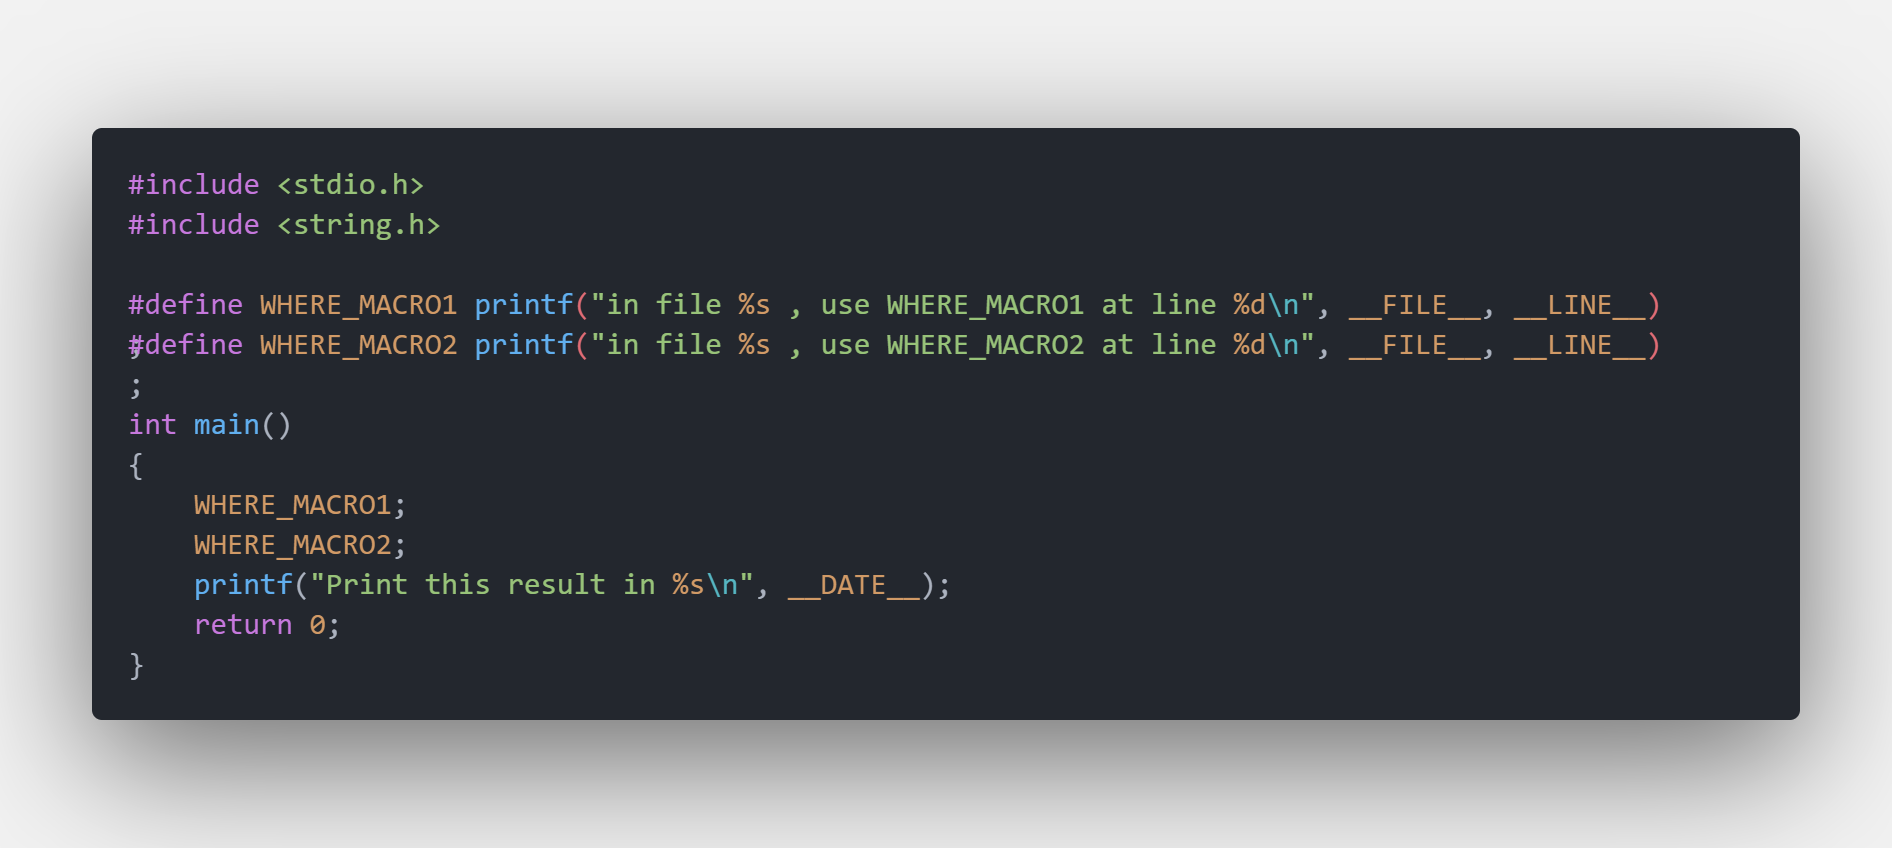 #include <stdio.h>
#include <string.h>

#define WHERE_MACRO1 printf("in file %s , use WHERE_MACRO1 at line %d\n", __FILE__, __LINE__)
;
#define WHERE_MACRO2 printf("in file %s , use WHERE_MACRO2 at line %d\n", __FILE__, __LINE__)
;
int main()
{
    WHERE_MACRO1;
    WHERE_MACRO2;
    printf("Print this result in %s\n", __DATE__);
    return 0;
}